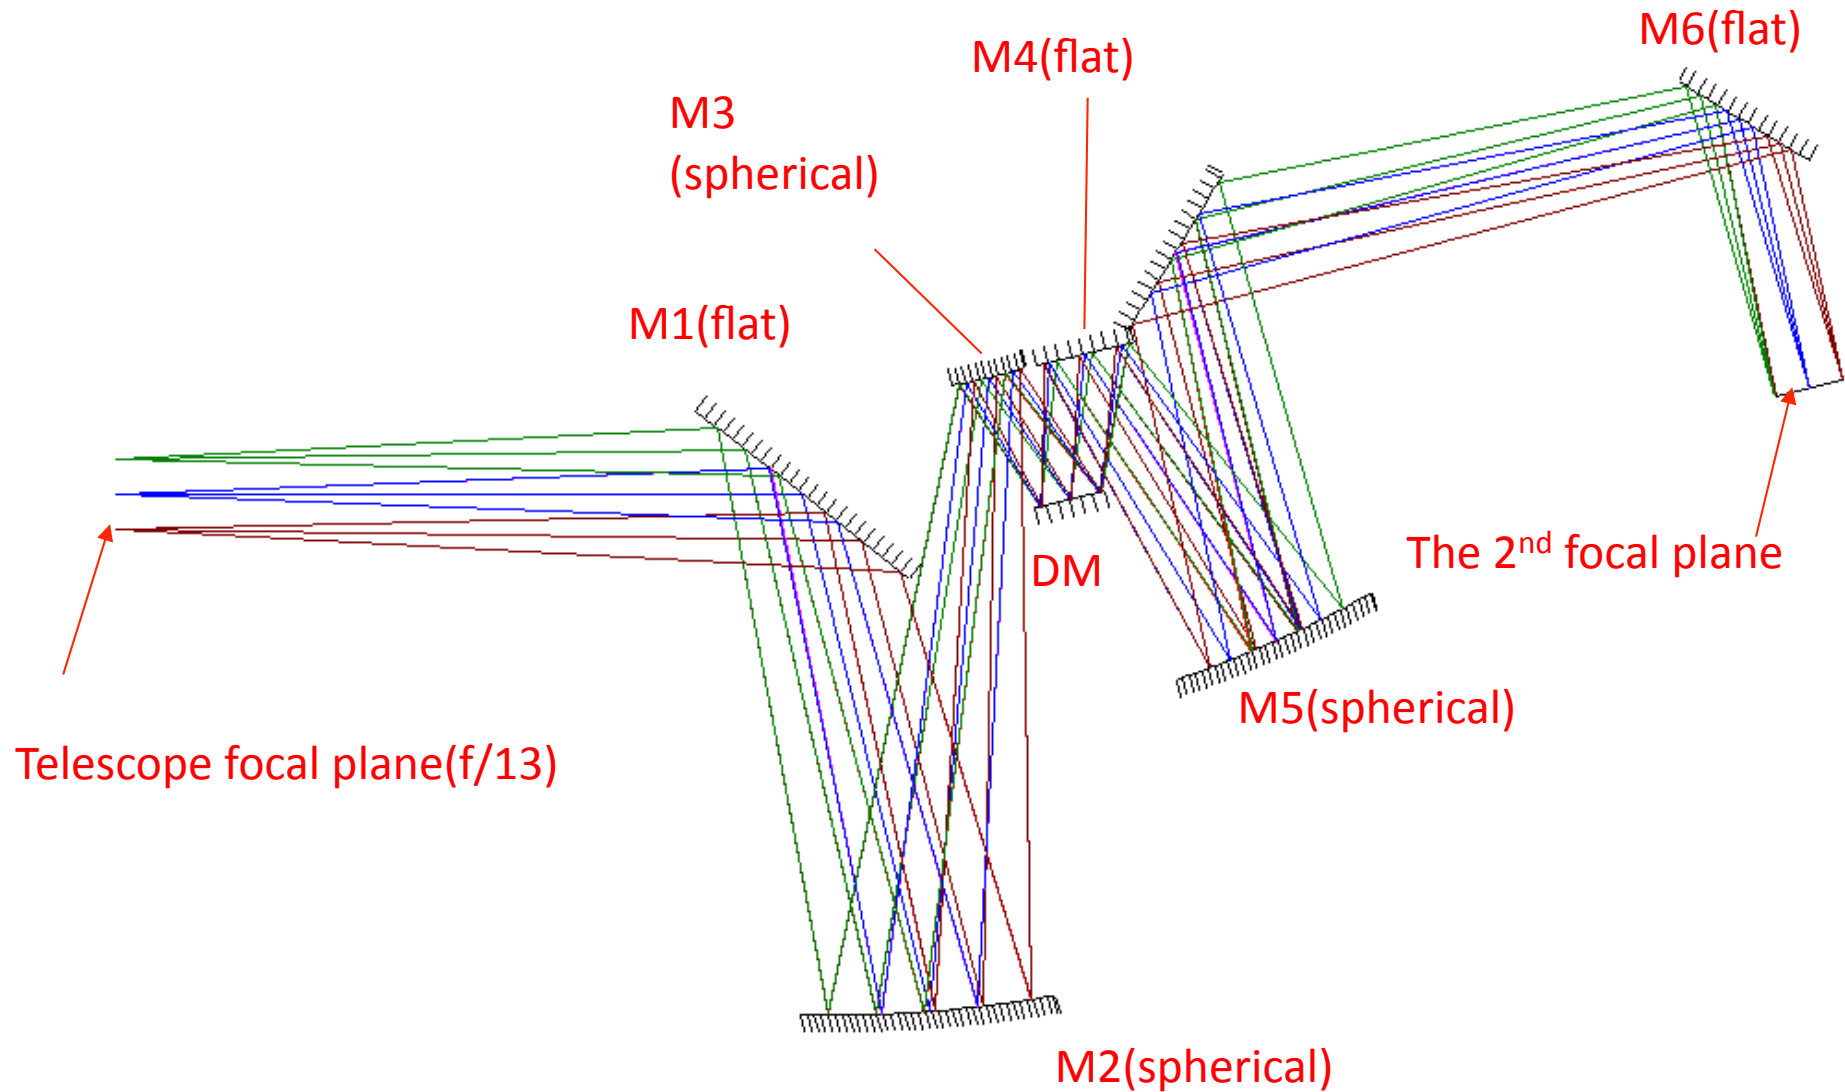 M6(flat)
M4(flat)
M3
(spherical)
M1(flat)
The 2nd focal plane
DM
M5(spherical)
Telescope focal plane(f/13)
M2(spherical)